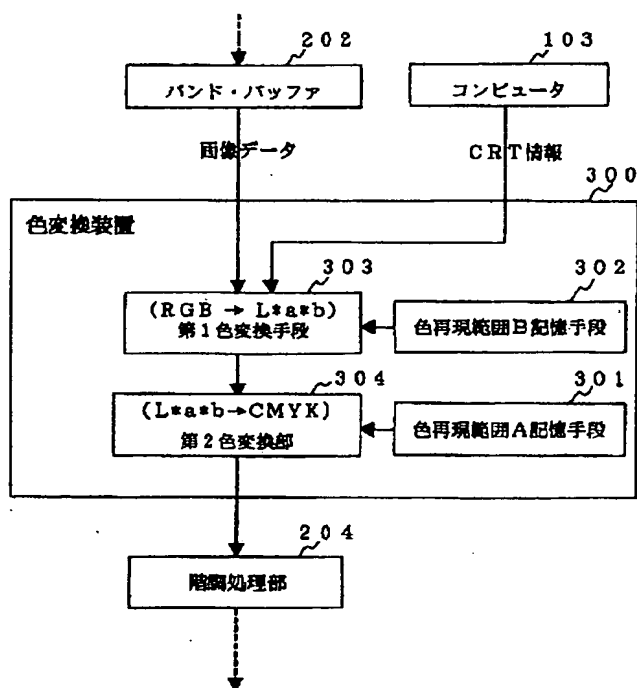 202
バンド・バッファ
103
コンピュータ
画像データ
CRT情報
300
色変換装置
303
(RGB → L*a*b)
第1色変換手段
302
色再現範囲B記憶手段
304
(L*a*b→CMYK)
第2色変換部
301
色再現範囲A記憶手段
204
階調処理部